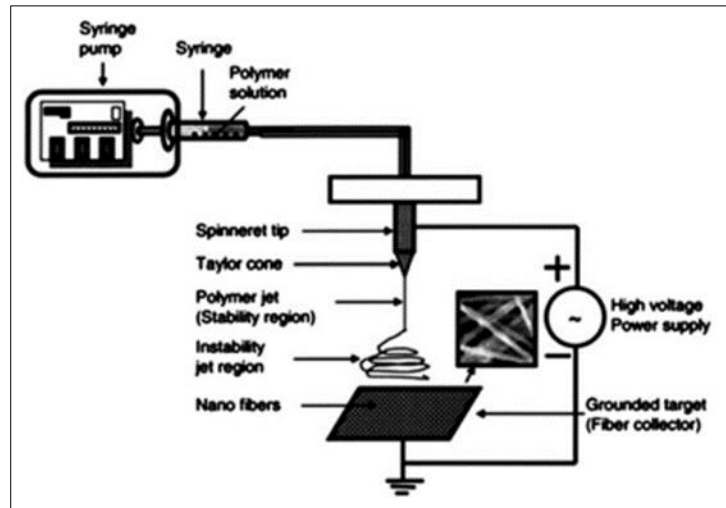 Syringe
pump
Syringe
Polymer
solution
Spinneret tip
Taylor cone
Polymer jet
(Stability region)
Instability
jet region
Nano fibers
+
~
−
High voltage
Power supply
Grounded target
(Fiber collector)